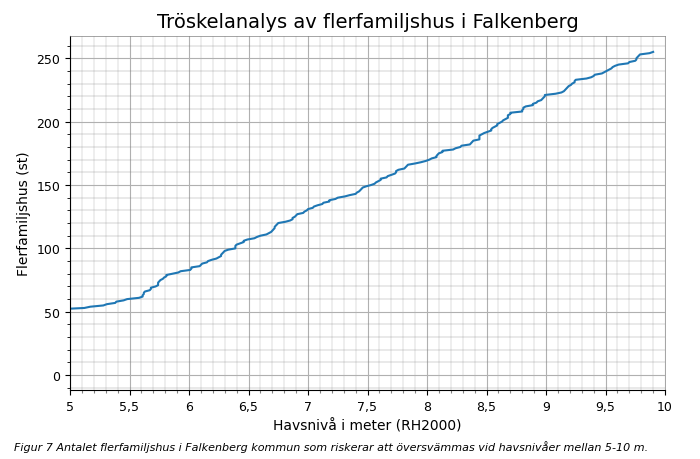 Tröskelanalys av flerfamiljshus i Falkenberg
Flerfamiljshus (st)
250
200
150
100
50
0
5 5,5 6 6,5 7 7,5 8 8,5 9 9,5 10
Havsnivå i meter (RH2000)
Figur 7 Antalet flerfamiljshus i Falkenberg kommun som riskerar att översvämmas vid havsnivåer mellan 5-10 m.